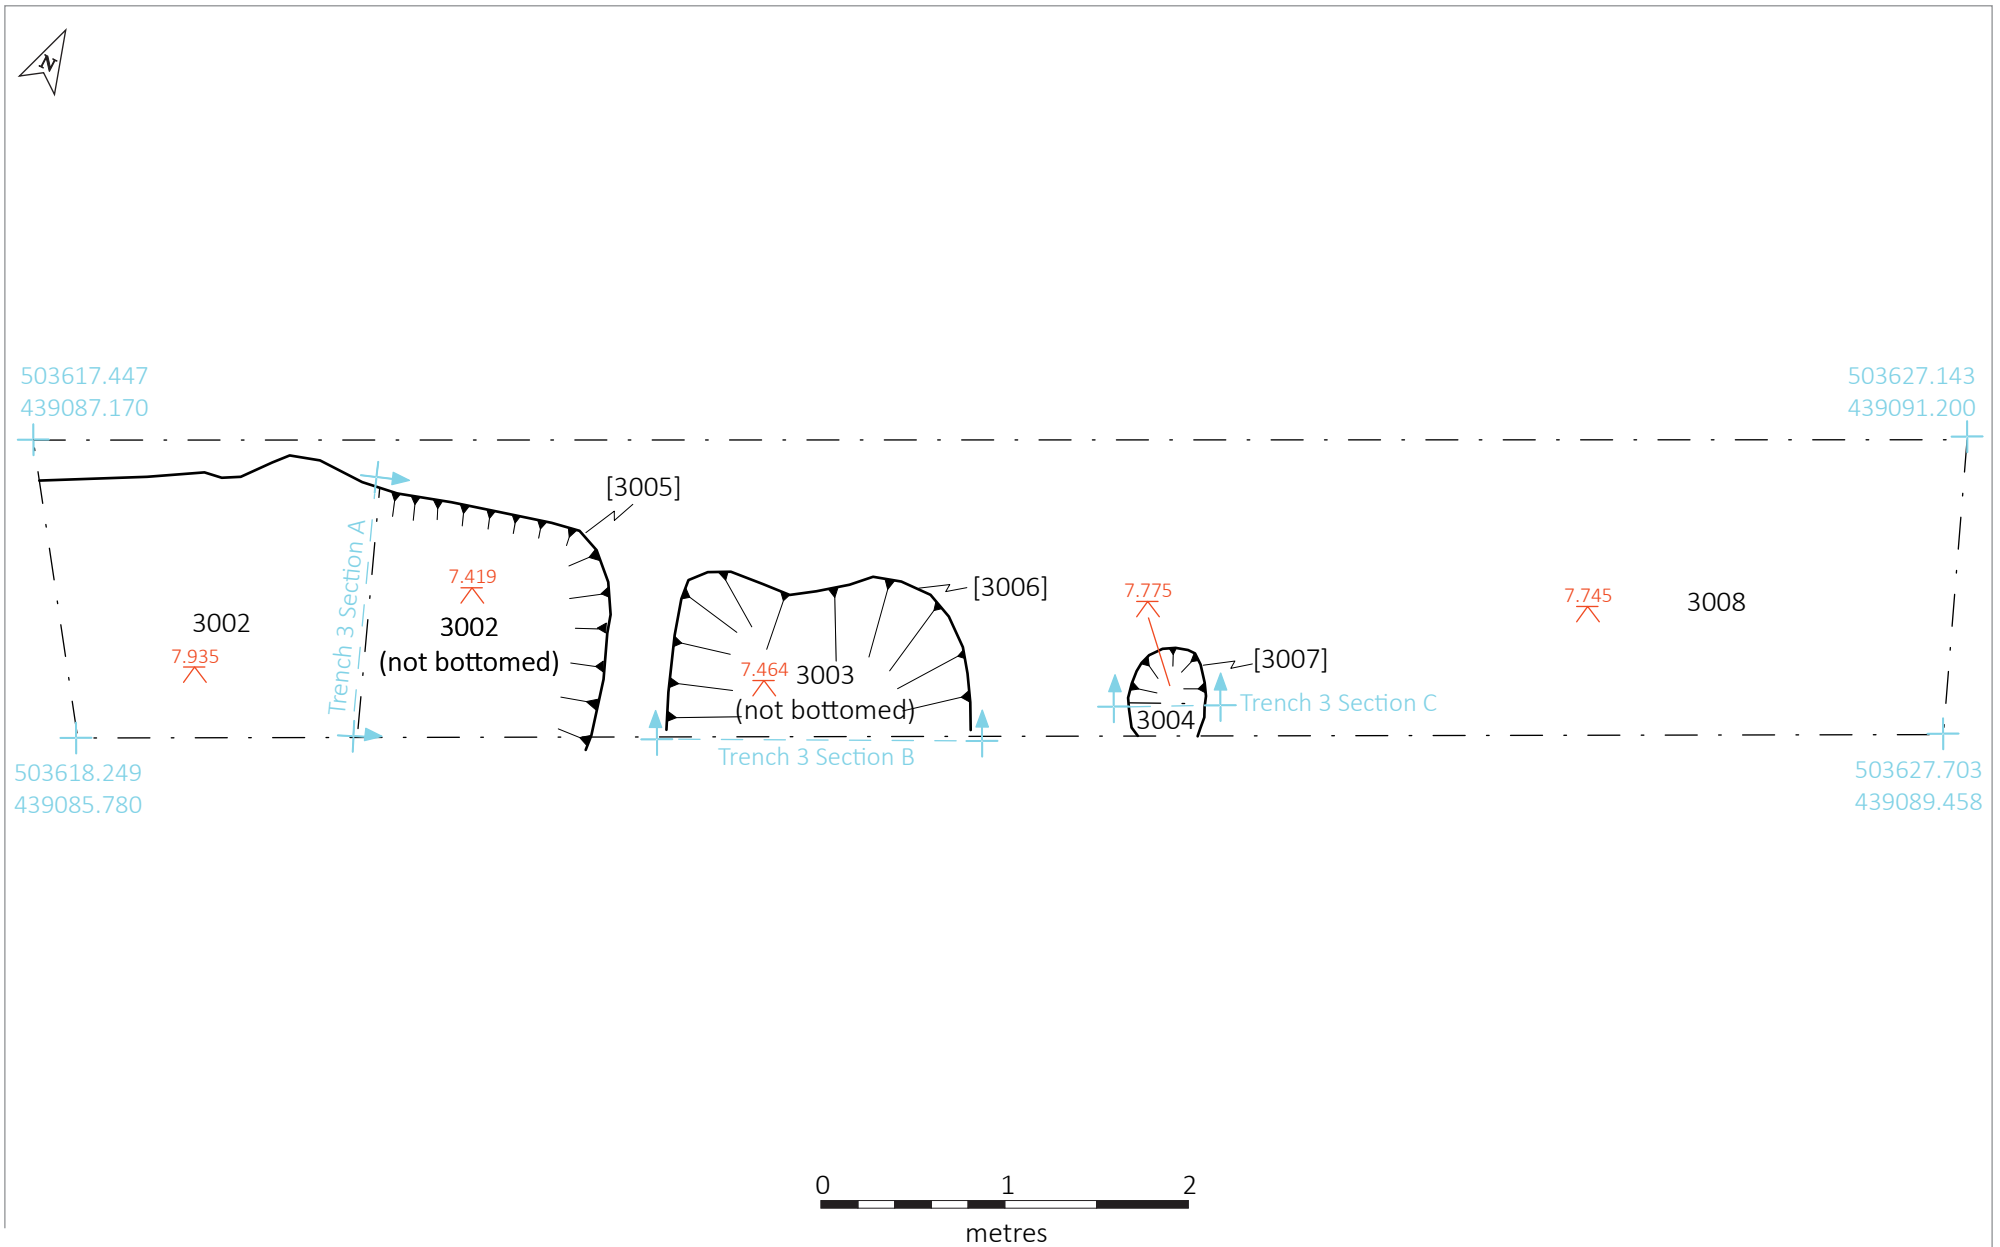 N
503617.447
439087.170
503627.143
439091.200
[3005]
7.419
3002
(not bottomed)
3002
7.935
Trench 3 Section A
[3006]
7.464
3003
(not bottomed)
7.775
[3007]
3004
Trench 3 Section C
7.745
3008
Trench 3 Section B
503618.249
439085.780
503627.703
439089.458
0 1 2
metres